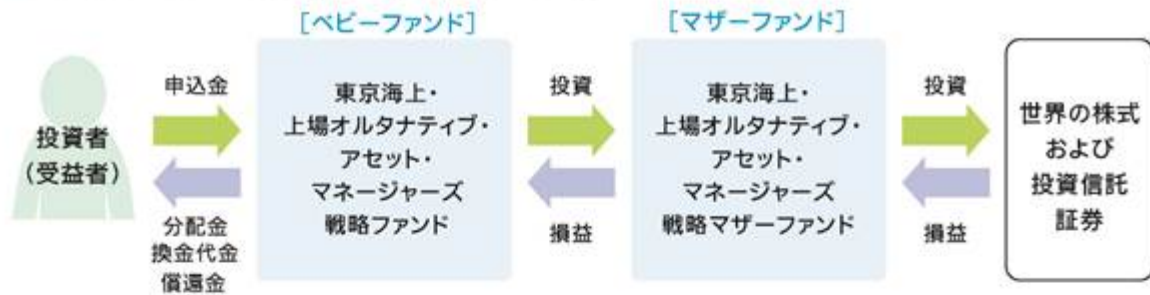 [ベビーファンド]
[マザーファンド]
投資者
(受益者)
申込金
分配金
換金代金
償還金
東京海上・
上場オルタナティブ・
アセット・
マネージャーズ
戦略ファンド
投資
損益
東京海上・
上場オルタナティブ・
アセット・
マネージャーズ
戦略マザーファンド
投資
損益
世界の株式
および
投資信託
証券